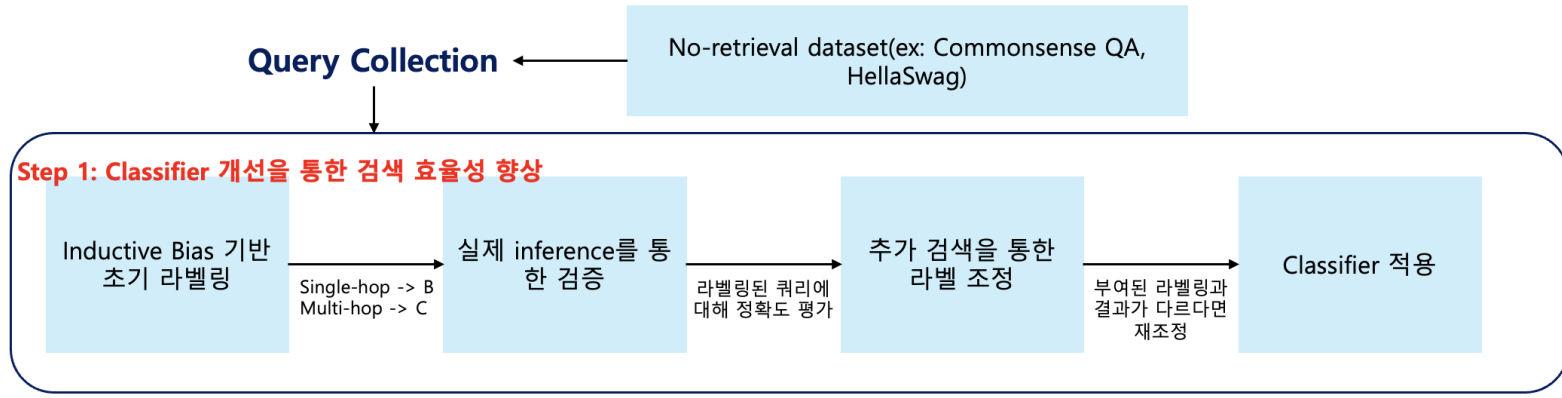 Query Collection
No-retrieval dataset(ex: Commonsense QA,
HellaSwag)
Step 1: Classifier 개선을 통한 검색 효율성 향상
Inductive Bias 기반
초기 라벨링
Single-hop -> B
Multi-hop -> C
실제 inference를 통
한 검증
라벨링된 쿼리에
대해 정확도 평가
추가 검색을 통한
라벨 조정
부여된 라벨링과
결과가 다르다면
재조정
Classifier 적용